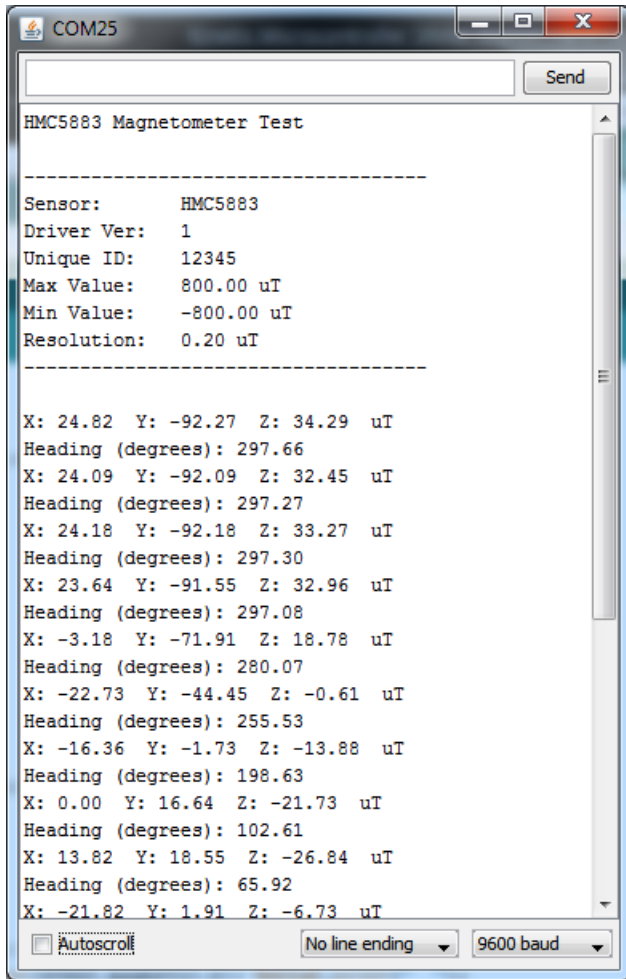 COM25
Send
HMC5883 Magnetometer Test
------------------------------------
Sensor:       HMC5883
Driver Ver:   1
Unique ID:    12345
Max Value:    800.00 uT
Min Value:    -800.00 uT
Resolution:   0.20 uT
------------------------------------
X: 24.82  Y: -92.27  Z: 34.29  uT
Heading (degrees): 297.66
X: 24.09  Y: -92.09  Z: 32.45  uT
Heading (degrees): 297.27
X: 24.18  Y: -92.18  Z: 33.27  uT
Heading (degrees): 297.30
X: 23.64  Y: -91.55  Z: 32.96  uT
Heading (degrees): 297.08
X: -3.18  Y: -71.91  Z: 18.78  uT
Heading (degrees): 280.07
X: -22.73  Y: -44.45  Z: -0.61  uT
Heading (degrees): 255.53
X: -16.36  Y: -1.73  Z: -13.88  uT
Heading (degrees): 198.63
X: 0.00  Y: 16.64  Z: -21.73  uT
Heading (degrees): 102.61
X: 13.82  Y: 18.55  Z: -26.84  uT
Heading (degrees): 65.92
X: -21.82  Y: 1.91  Z: -6.73  uT
Autoscroll
No line ending
9600 baud